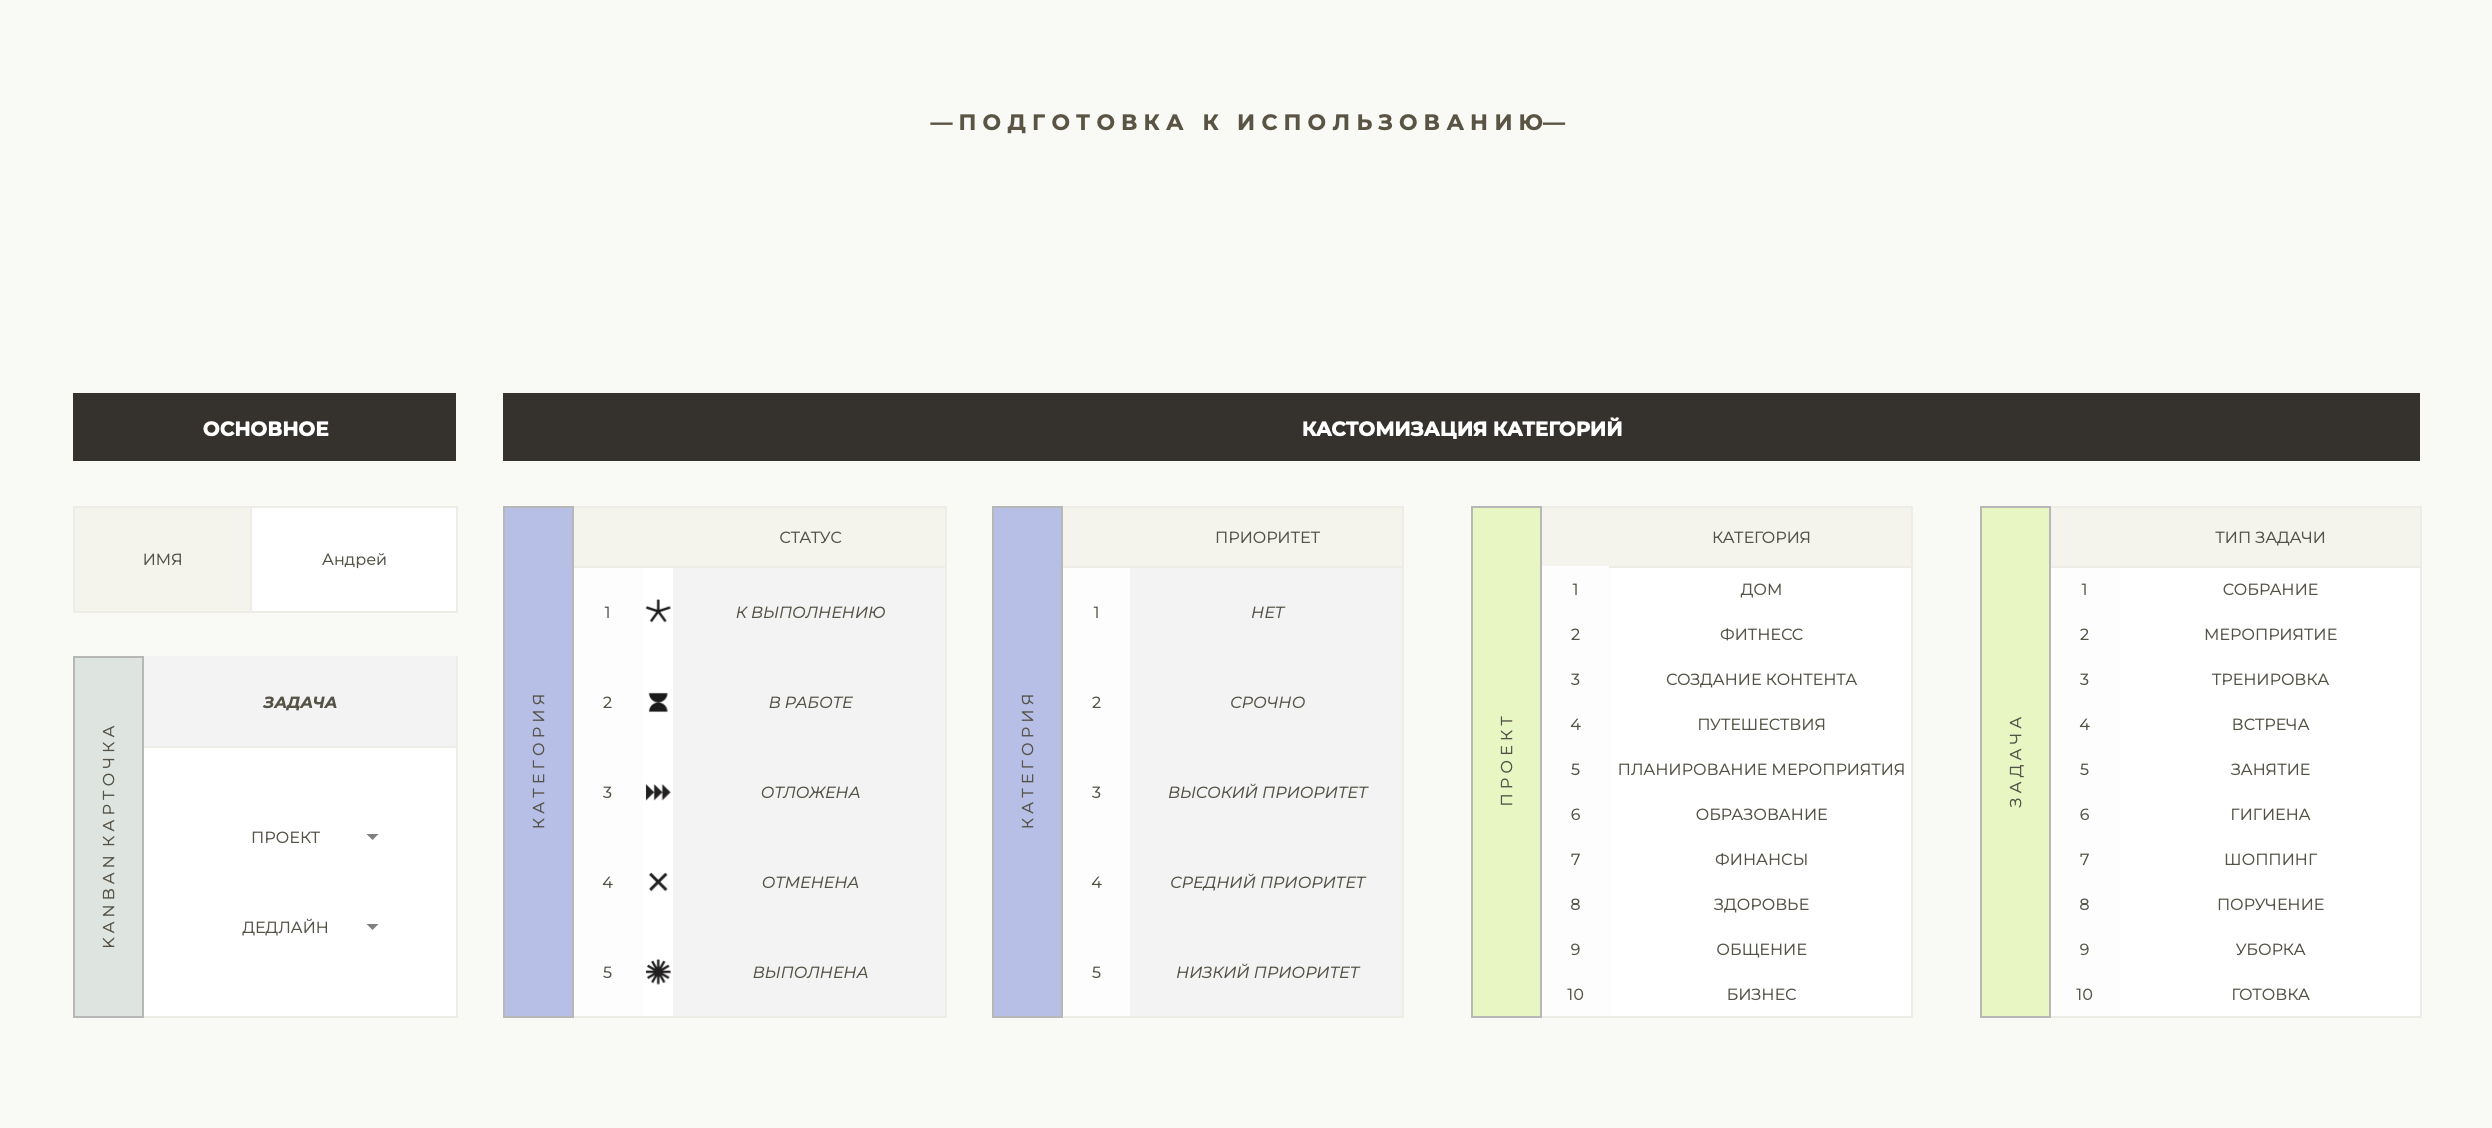 —ПОДГОТОВКА К ИСПОЛЬЗОВАНИЮ—
ОСНОВНОЕ
ИМЯ
Андрей
KANBAN КАРТОЧКА
ЗАДАЧА
ПРОЕКТ
ДЕДЛАЙН
КАСТОМИЗАЦИЯ КАТЕГОРИЙ
КАТЕГОРИЯ
СТАТУС
1 К ВЫПОЛНЕНИЮ
2 В РАБОТЕ
3 ОТЛОЖЕНА
4 ОТМЕНЕНА
5 ВЫПОЛНЕНА
КАТЕГОРИЯ
ПРИОРИТЕТ
1 НЕТ
2 СРОЧНО
3 ВЫСОКИЙ ПРИОРИТЕТ
4 СРЕДНИЙ ПРИОРИТЕТ
5 НИЗКИЙ ПРИОРИТЕТ
ПРОЕКТ
КАТЕГОРИЯ
1 ДОМ
2 ФИТНЕСС
3 СОЗДАНИЕ КОНТЕНТА
4 ПУТЕШЕСТВИЯ
5 ПЛАНИРОВАНИЕ МЕРОПРИЯТИЯ
6 ОБРАЗОВАНИЕ
7 ФИНАНСЫ
8 ЗДОРОВЬЕ
9 ОБЩЕНИЕ
10 БИЗНЕС
ЗАДАЧА
ТИП ЗАДАЧИ
1 СОБРАНИЕ
2 МЕРОПРИЯТИЕ
3 ТРЕНИРОВКА
4 ВСТРЕЧА
5 ЗАНЯТИЕ
6 ГИГИЕНА
7 ШОППИНГ
8 ПОРУЧЕНИЕ
9 УБОРКА
10 ГОТОВКА